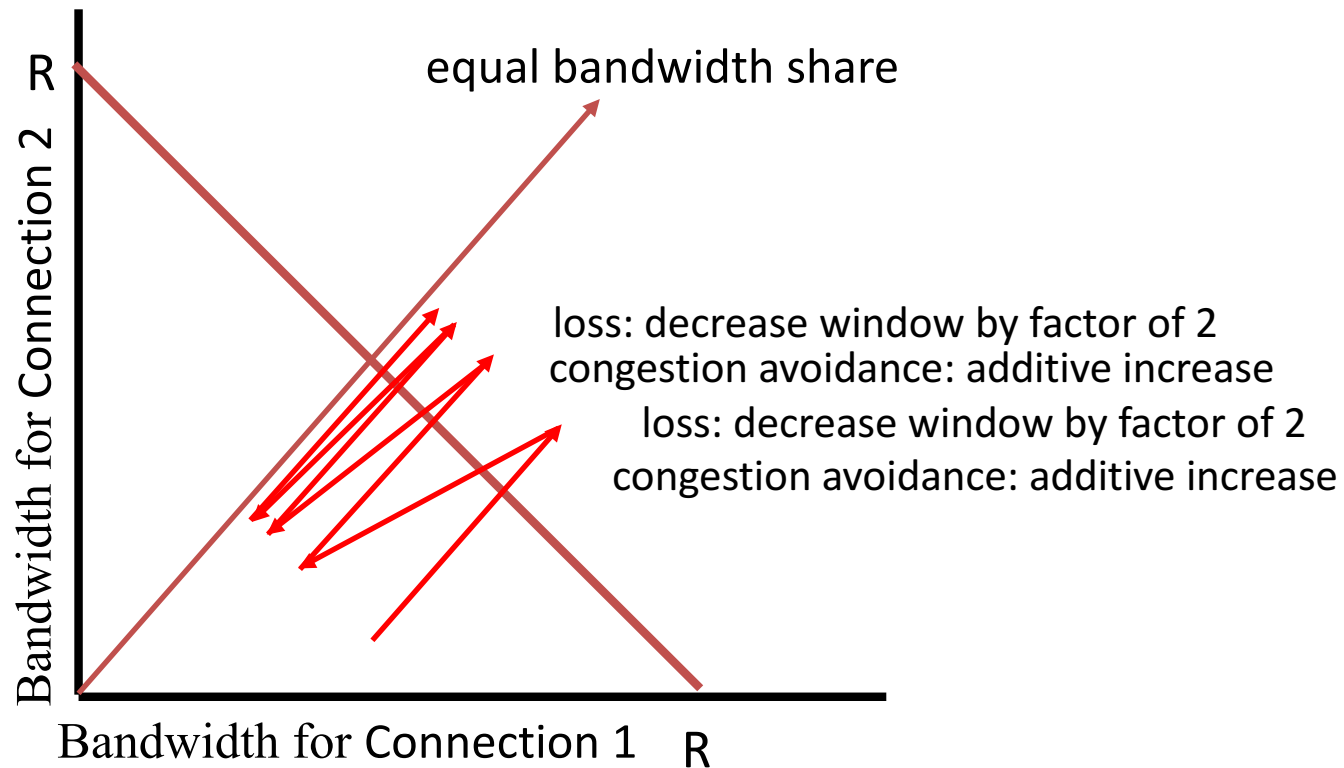 equal bandwidth share
R
Bandwidth for Connection 2
loss: decrease window by factor of 2
congestion avoidance: additive increase
loss: decrease window by factor of 2
congestion avoidance: additive increase
Bandwidth for Connection 1
R